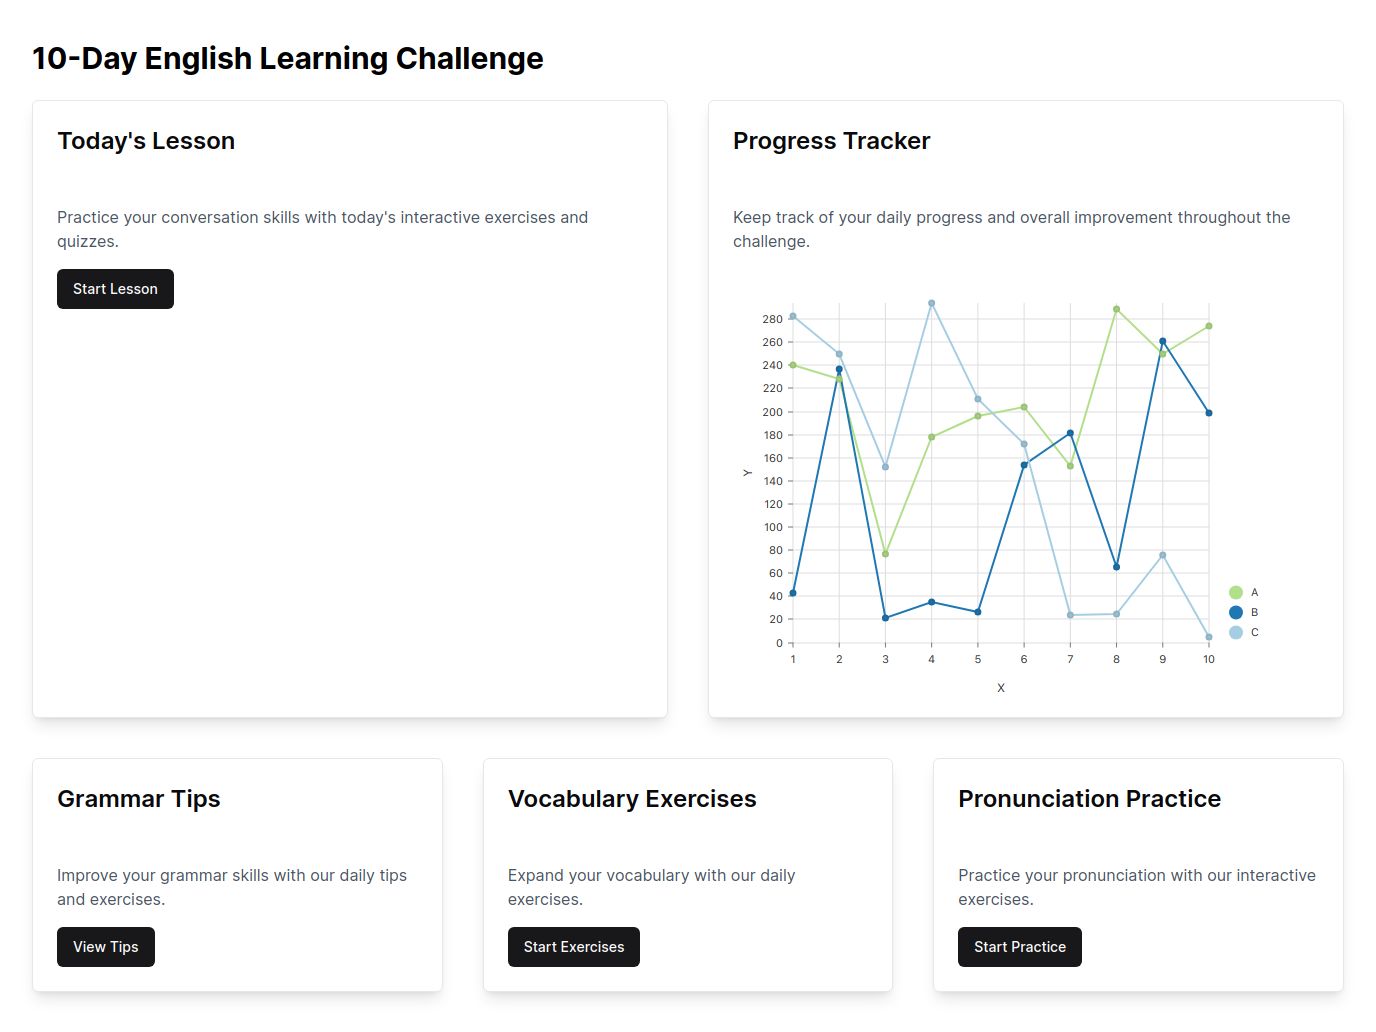 10-Day English Learning Challenge
Today's Lesson
Practice your conversation skills with today's interactive exercises and
quizzes.
Start Lesson
Progress Tracker
Keep track of your daily progress and overall improvement throughout the
challenge.
280
260
240
220
200
180
160
140
120
100
80
60
40
20
0
Y
1 2 3 4 5 6 7 8 9 10
X
A
B
C
Grammar Tips
Improve your grammar skills with our daily tips
and exercises.
View Tips
Vocabulary Exercises
Expand your vocabulary with our daily
exercises.
Start Exercises
Pronunciation Practice
Practice your pronunciation with our interactive
exercises.
Start Practice